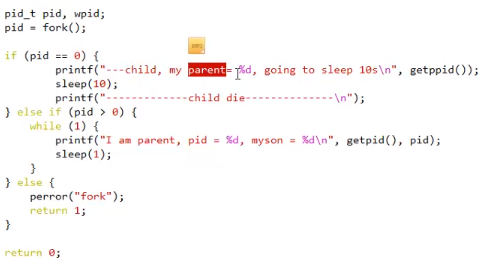 pid_t pid, wpid;
pid = fork();
if (pid == 0) {
printf("---child, my parent= %d, going to sleep 10s\n", getppid());
sleep(10);
printf("-------------child die--------------\n");
} else if (pid > 0) {
while (1) {
printf("I am parent, pid = %d, myson = %d\n", getpid(), pid);
sleep(1);
}
} else {
perror("fork");
return 1;
}
return 0;